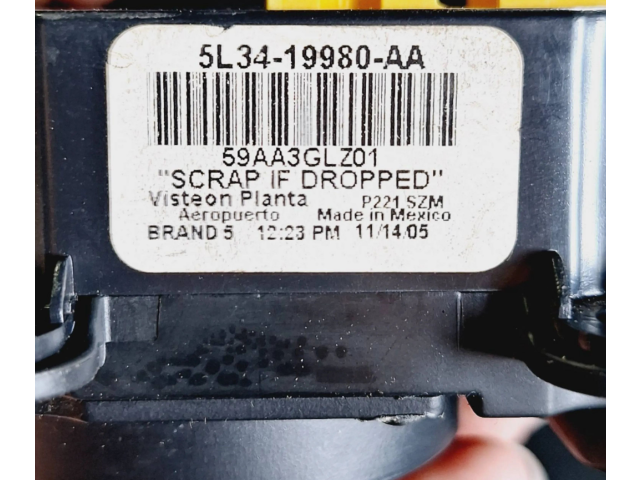 5L34-19980-AA
59AA3GLZ01
"SCRAP IF DROPPED"
Visteon Planta P221 SZM
Aeropuerto Made in Mexico
BRAND 5 12:23 PM 11/14/05